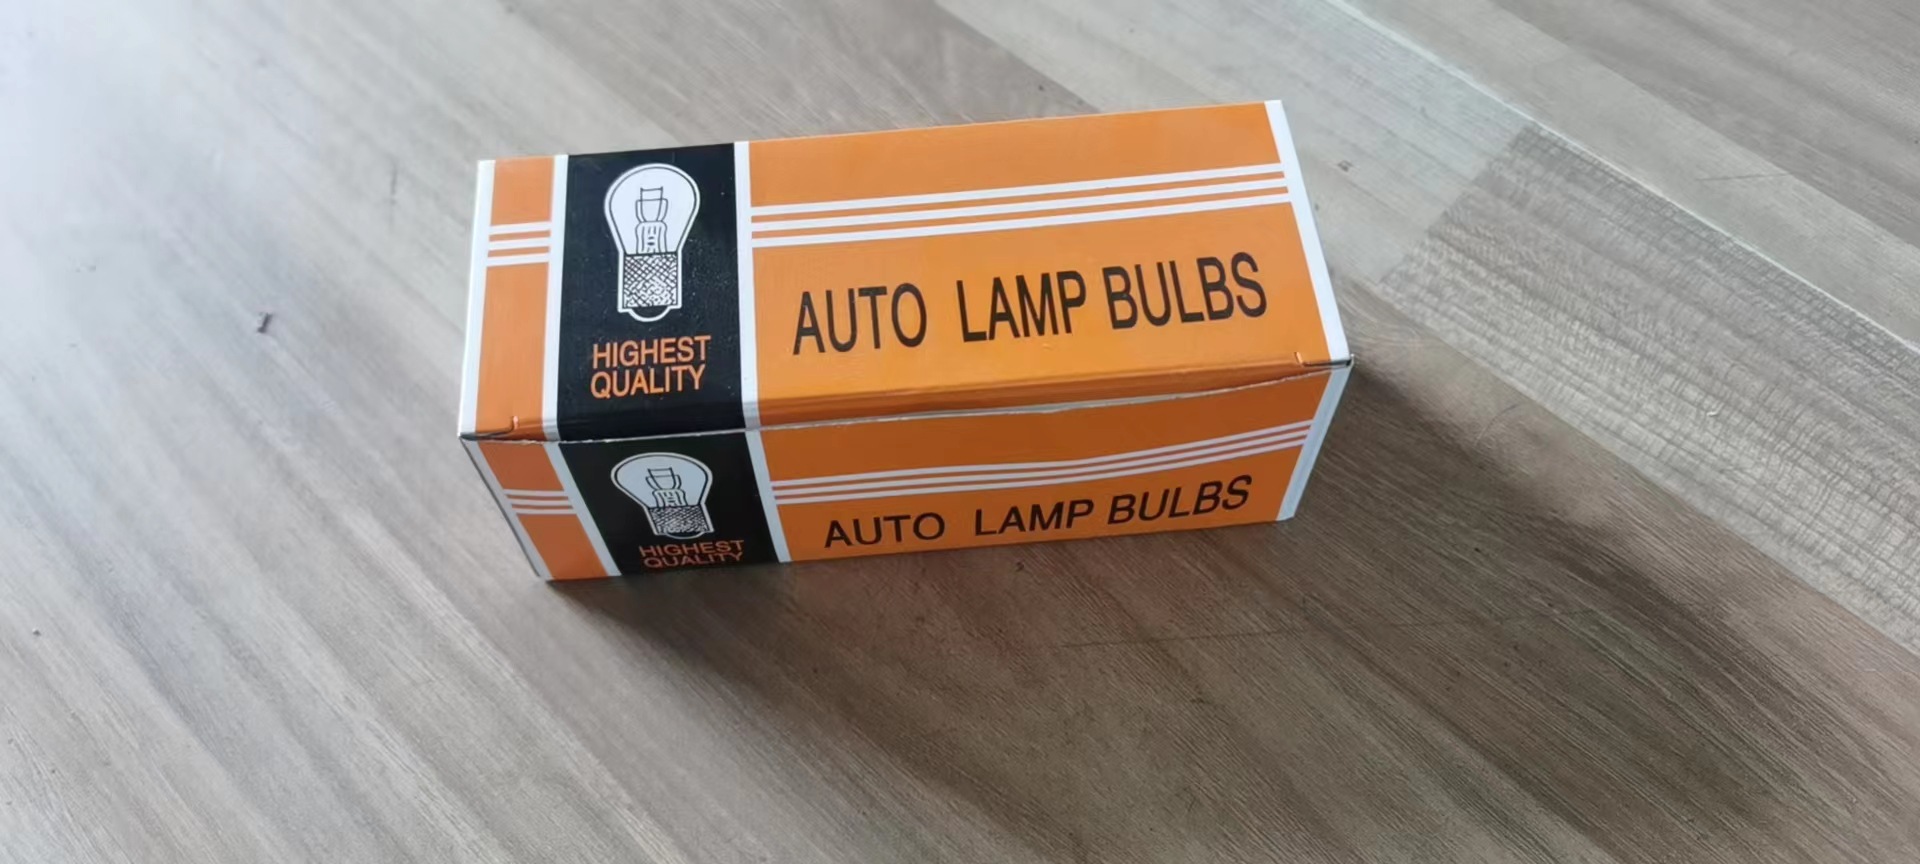 HIGHEST
QUALITY
AUTO LAMP BULBS
HIGHEST
QUALITY
AUTO LAMP BULBS